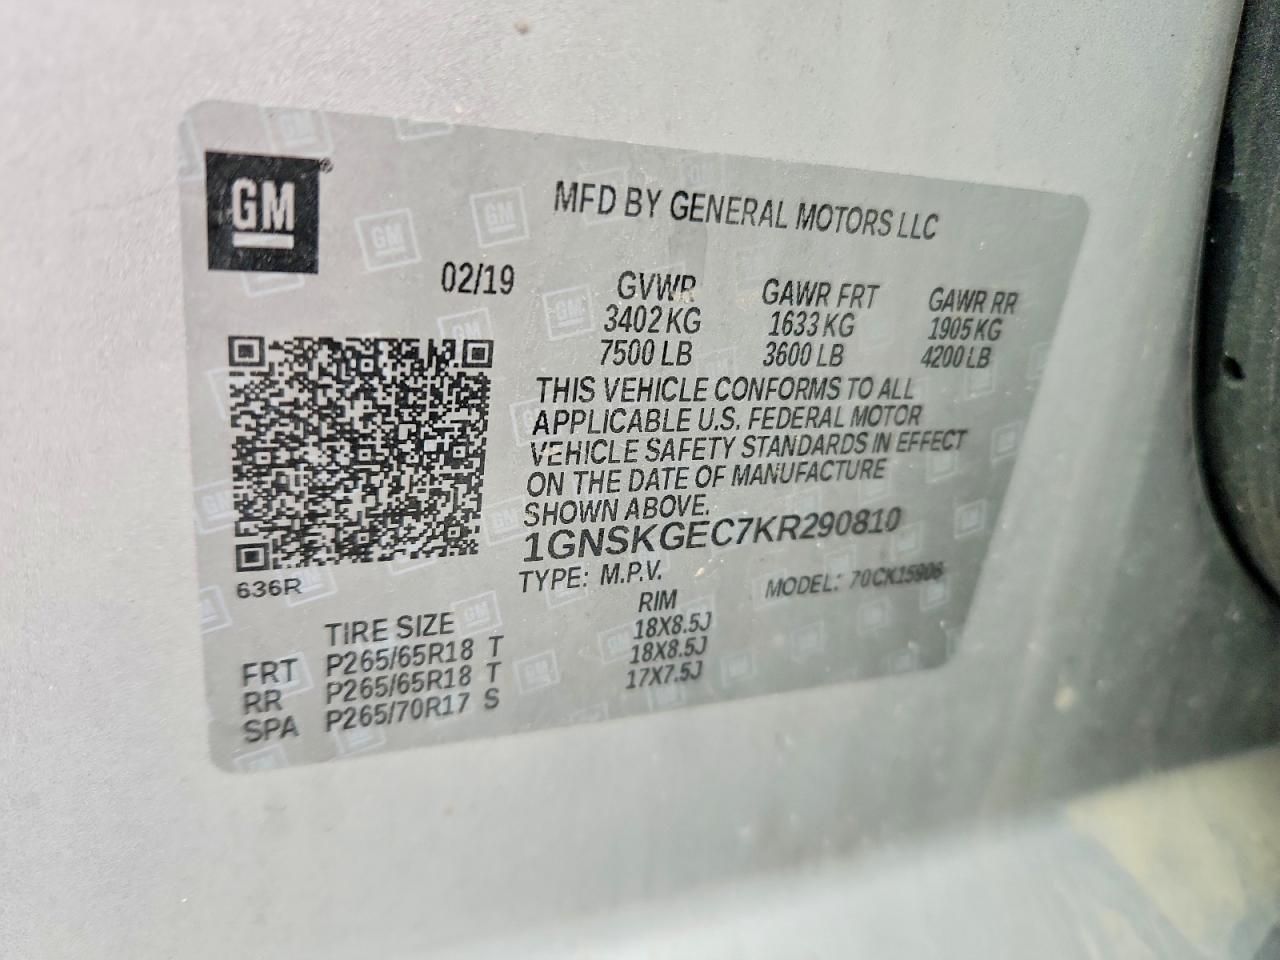 GM®
MFD BY GENERAL MOTORS LLC
02/19
GVWR GAWR FRT GAWR RR
3402 KG 1633 KG 1905 KG
7500 LB 3600 LB 4200 LB
THIS VEHICLE CONFORMS TO ALL
APPLICABLE U.S. FEDERAL MOTOR
VEHICLE SAFETY STANDARDS IN EFFECT
ON THE DATE OF MANUFACTURE
SHOWN ABOVE.
1GNSKGEC7KR290810
636R
TYPE: M.P.V. MODEL: 70CK15906
TIRE SIZE RIM
FRT P265/65R18 T 18X8.5J
RR P265/65R18 T 18X8.5J
SPA P265/70R17 S 17X7.5J